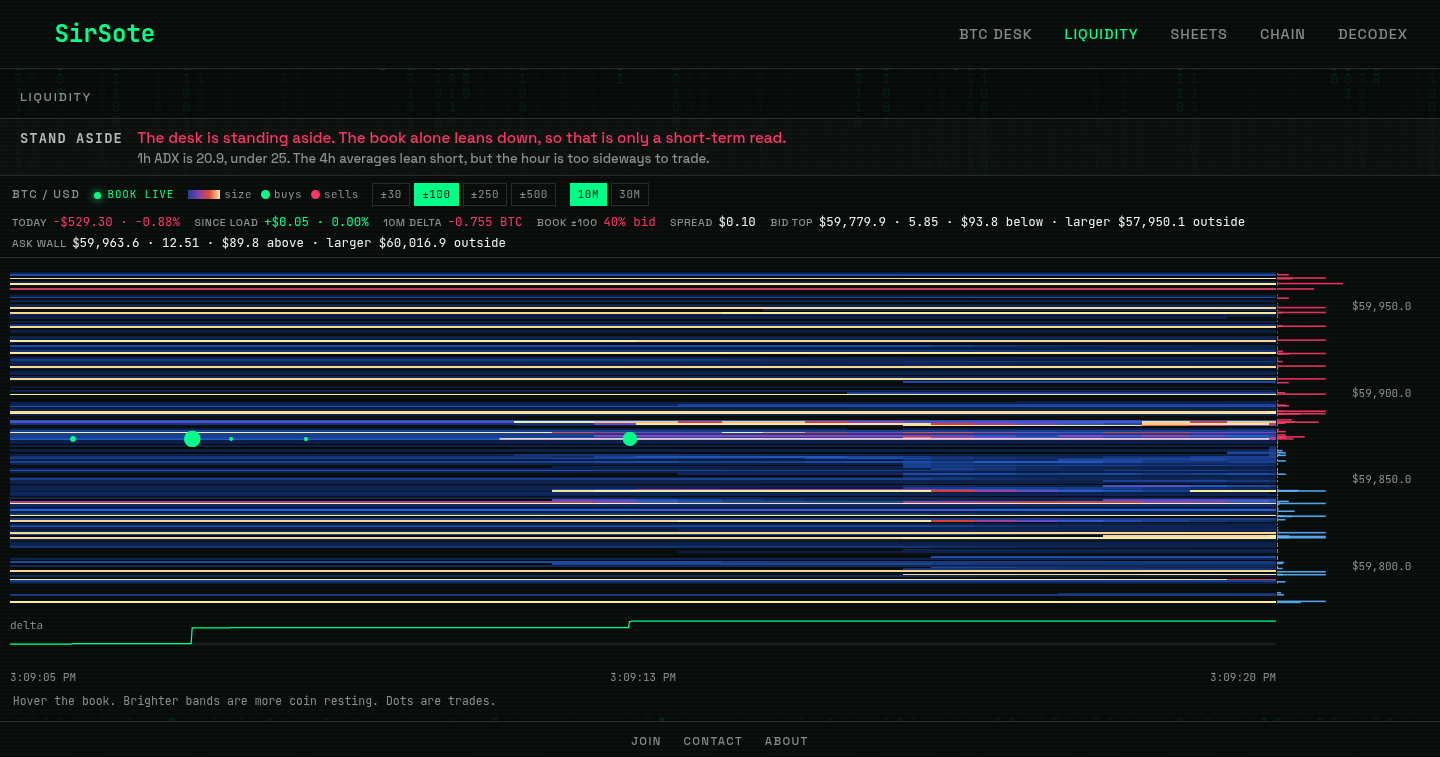 SirSote
BTC DESK LIQUIDITY SHEETS CHAIN DECODEX
LIQUIDITY
STAND ASIDE The desk is standing aside. The book alone leans down, so that is only a short-term read.
1h ADX is 20.9, under 25. The 4h averages lean short, but the hour is too sideways to trade.
BTC / USD BOOK LIVE size buys sells ±30 ±100 ±250 ±500 10M 30M
TODAY -$529.30 · -0.88% SINCE LOAD +$0.05 · 0.00% 10M DELTA -0.755 BTC BOOK ±100 40% bid SPREAD $0.10 BID TOP $59,779.9 · 5.85 · $93.8 below · larger $57,950.1 outside
ASK WALL $59,963.6 · 12.51 · $89.8 above · larger $60,016.9 outside
$59,950.0
$59,900.0
$59,850.0
$59,800.0
delta
3:09:05 PM 3:09:13 PM 3:09:20 PM
Hover the book. Brighter bands are more coin resting. Dots are trades.
JOIN CONTACT ABOUT